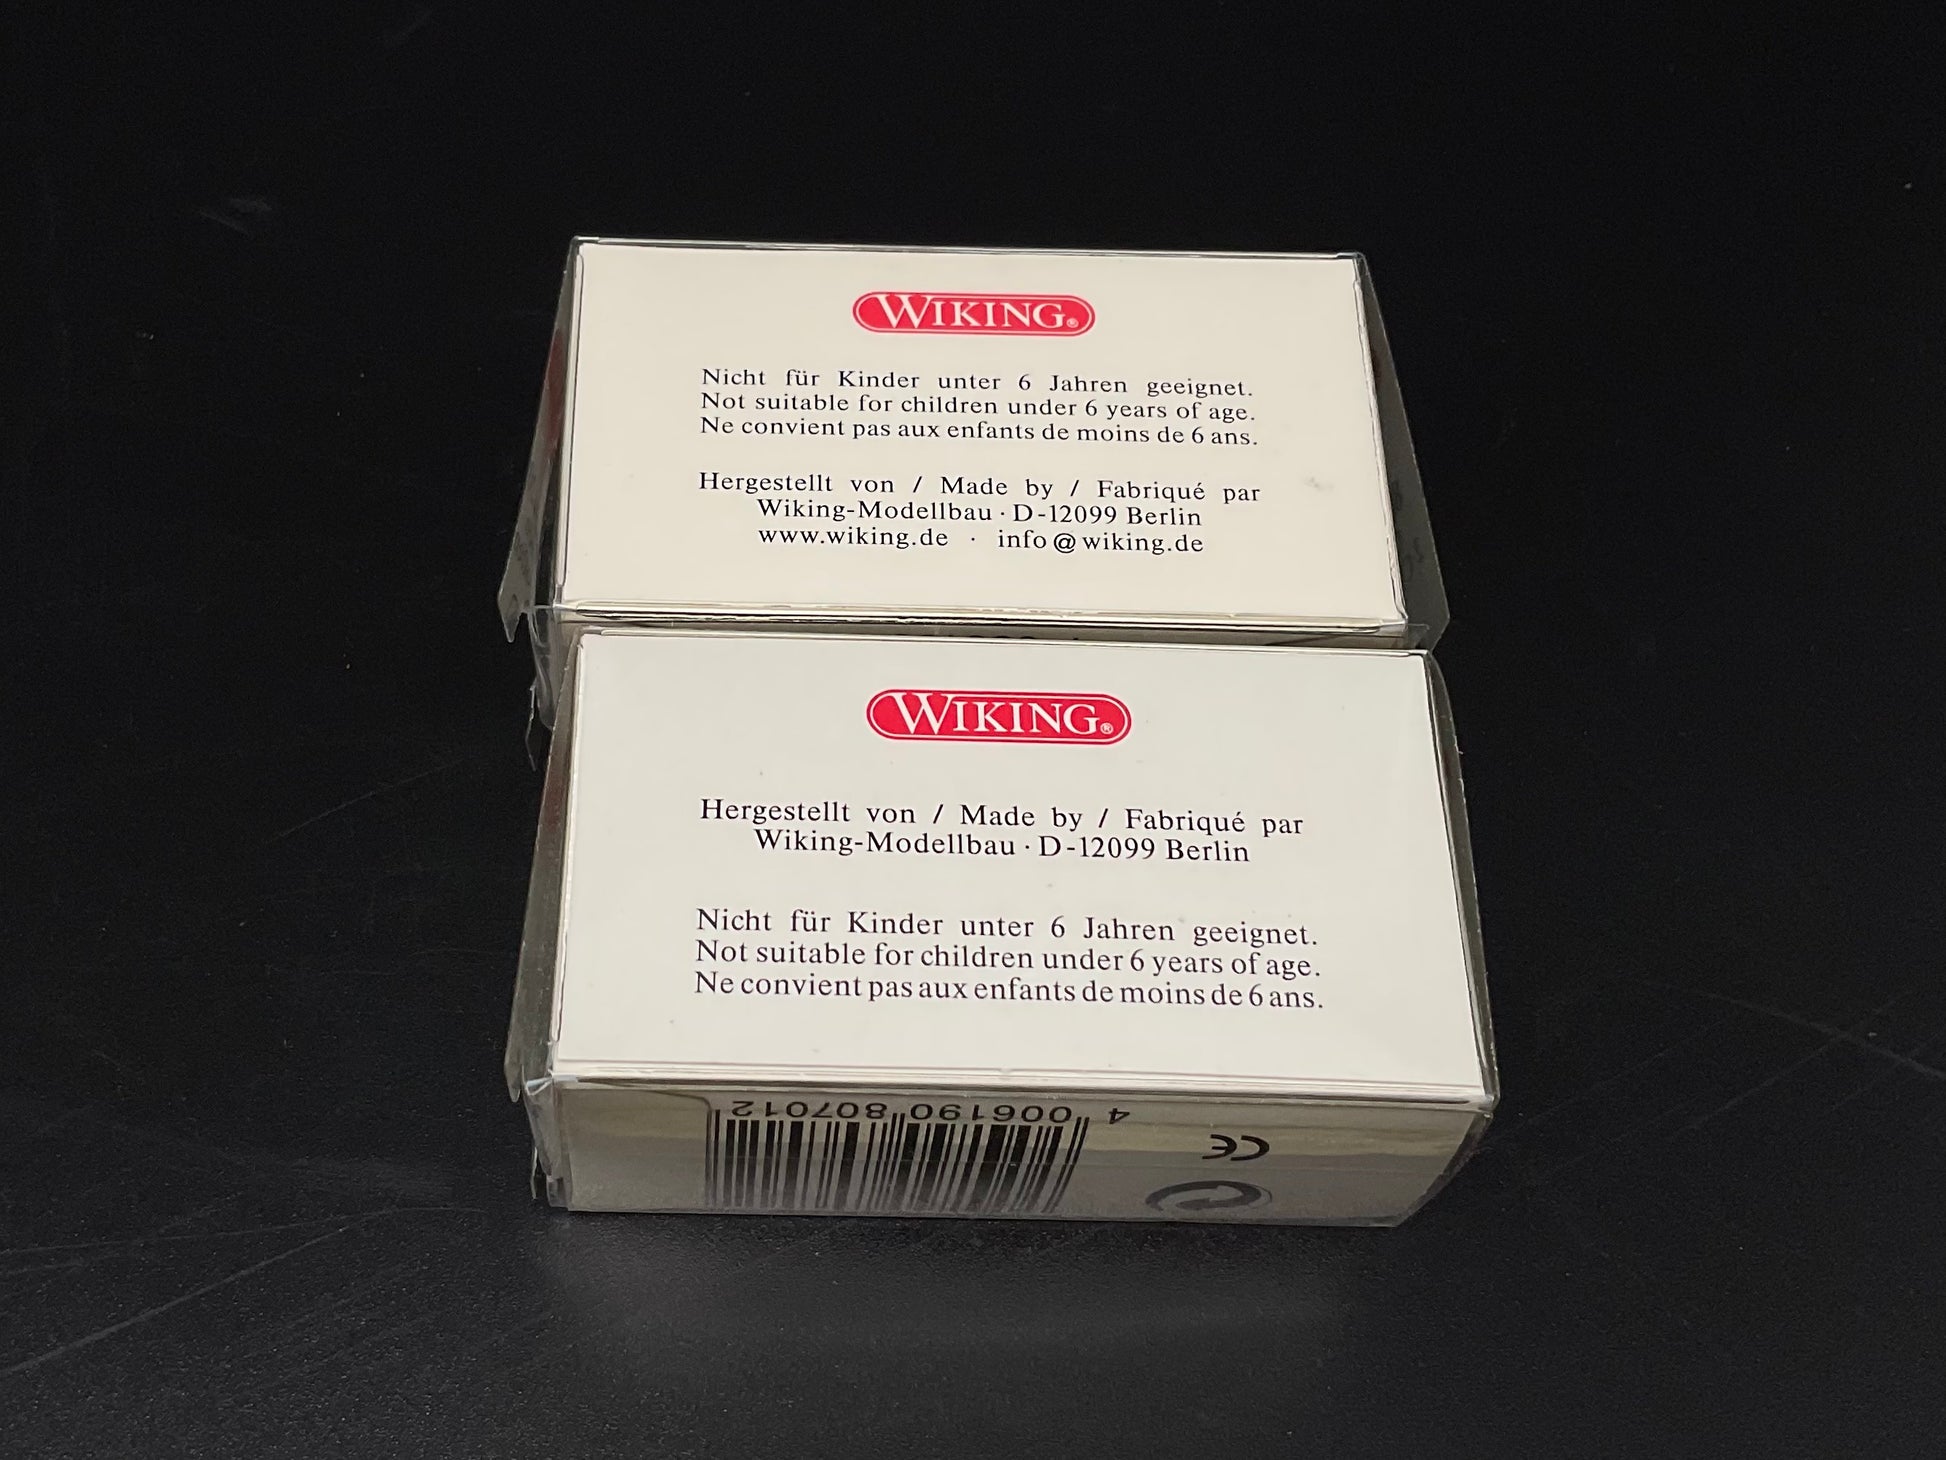 WIKING®
Nicht für Kinder unter 6 Jahren geeignet.
Not suitable for children under 6 years of age.
Ne convient pas aux enfants de moins de 6 ans.
Hergestellt von / Made by / Fabriqué par
Wiking-Modellbau · D-12099 Berlin
www.wiking.de · info@wiking.de
WIKING®
Hergestellt von / Made by / Fabriqué par
Wiking-Modellbau · D-12099 Berlin
Nicht für Kinder unter 6 Jahren geeignet.
Not suitable for children under 6 years of age.
Ne convient pas aux enfants de moins de 6 ans.
4 006190 807012
CE